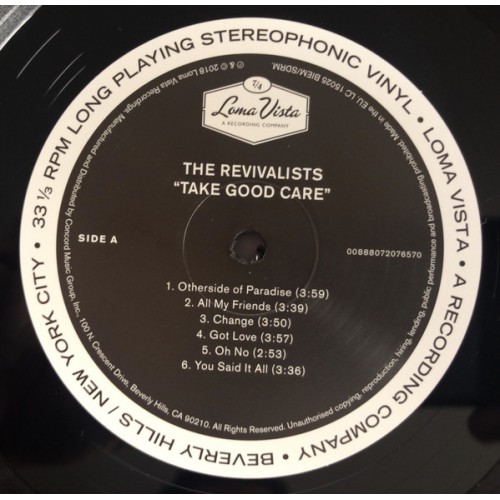 33 1/3 RPM LONG PLAYING STEREOPHONIC VINYL • LOMA VISTA • A RECORDING COMPANY • BEVERLY HILLS / NEW YORK CITY •
℗ & © 2018 Loma Vista Recordings. Manufactured and Distributed by Concord Music Group, Inc., 100 N. Crescent Drive, Beverly Hills, CA 90210. All Rights Reserved. Unauthorised copying, reproduction, hiring, lending, public performance and broadcasting prohibited. Made in the EU. LC 15025 BIEM/SDRM.
7/4
Loma Vista
A RECORDING COMPANY
THE REVIVALISTS
“TAKE GOOD CARE”
SIDE A
00888072076570
1. Otherside of Paradise (3:59)
2. All My Friends (3:39)
3. Change (3:50)
4. Got Love (3:57)
5. Oh No (2:53)
6. You Said It All (3:36)